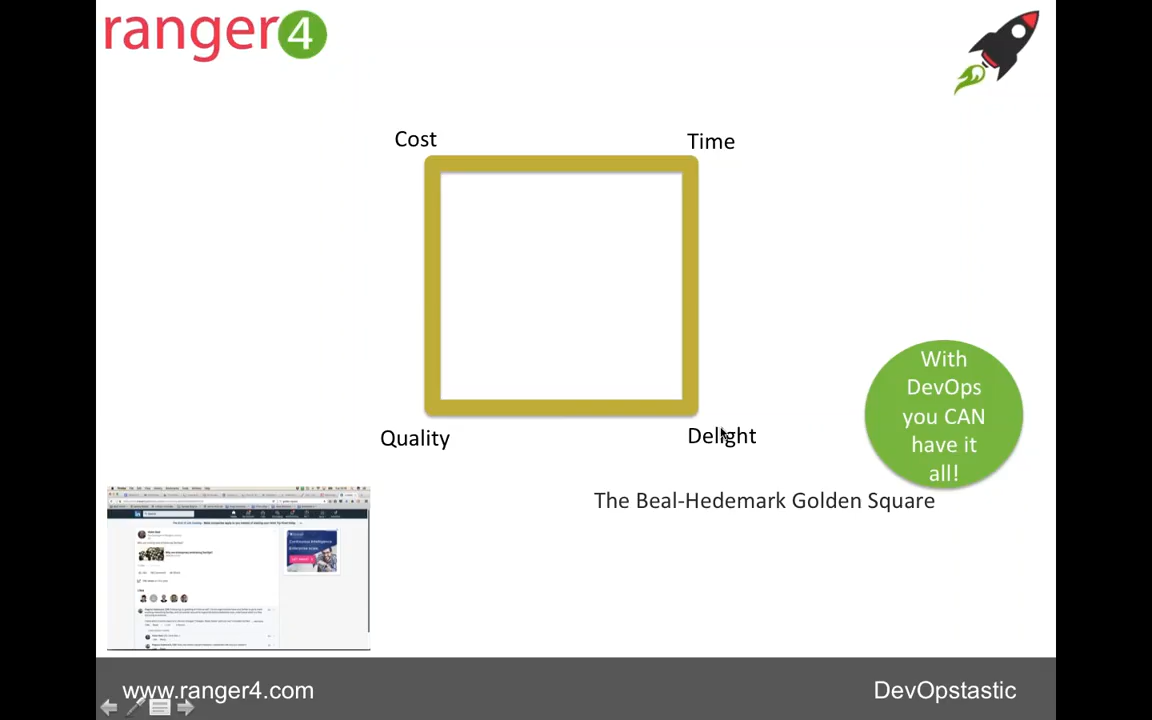 ranger4
Cost
Time
Quality
Delight
With
DevOps
you CAN
have it
all!
The Beal-Hedemark Golden Square
www.ranger4.com
DevOpstastic